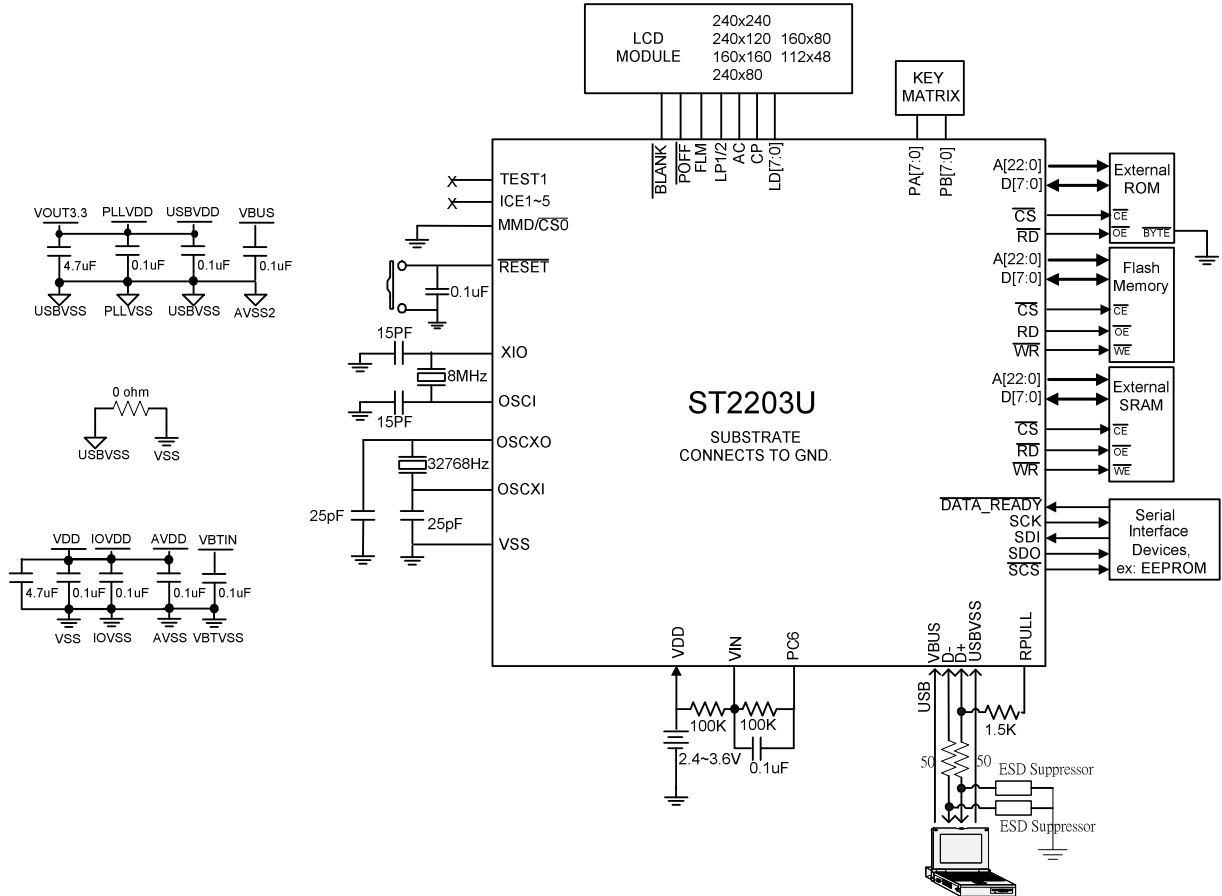 LCD
MODULE
240x240
240x120 160x80
160x160 112x48
240x80
KEY
MATRIX
BLANK
POFF
FLM
LP1/2
AC
CP
LD[7:0]
PA[7:0]
PB[7:0]
TEST1
ICE1~5
MMD/CS0
RESET
0.1uF
15PF
XIO
8MHz
OSCI
15PF
OSCXO
32768Hz
OSCXI
25pF
25pF
VSS
ST2203U
SUBSTRATE
CONNECTS TO GND.
A[22:0]
D[7:0]
CS
RD
External
ROM
CE
OE
BYTE
A[22:0]
D[7:0]
CS
RD
WR
Flash
Memory
CE
OE
WE
A[22:0]
D[7:0]
CS
RD
WR
External
SRAM
CE
OE
WE
DATA_READY
SCK
SDI
SDO
SCS
Serial
Interface
Devices,
ex: EEPROM
VOUT3.3 PLLVDD USBVDD VBUS
4.7uF 0.1uF 0.1uF 0.1uF
USBVSS PLLVSS USBVSS AVSS2
0 ohm
USBVSS VSS
VDD IOVDD AVDD VBTIN
4.7uF 0.1uF 0.1uF 0.1uF 0.1uF
VSS IOVSS AVSS VBTVSS
VDD
VIN
PC6
100K 100K
2.4~3.6V
0.1uF
VBUS
D-
D+
USBVSS
RPULL
USB
1.5K
50 50
ESD Suppressor
ESD Suppressor